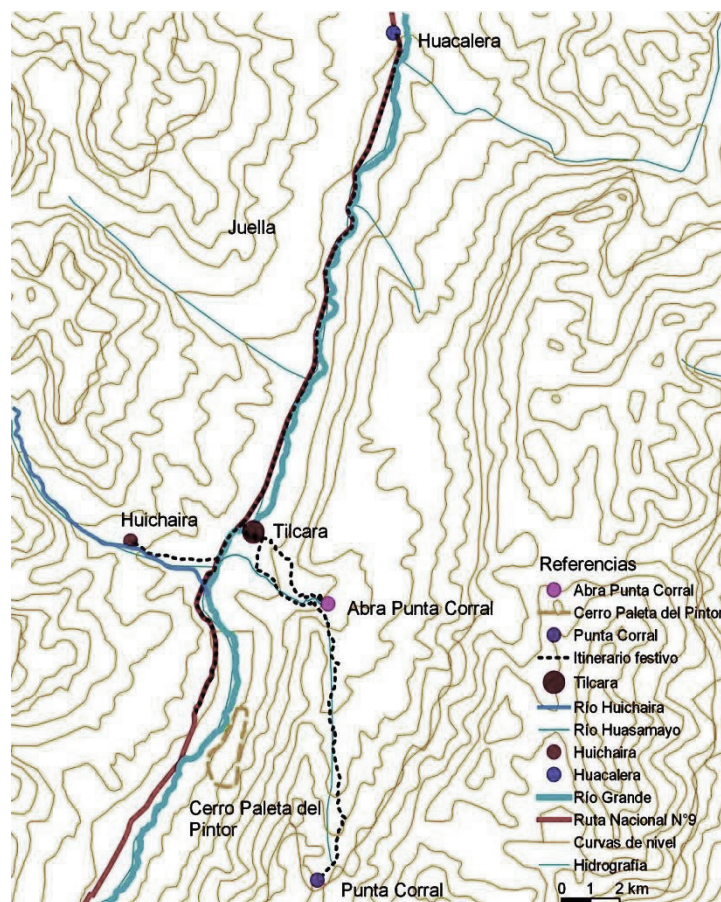 Huacalera
Juella
Huichaira
Tilcara
Abra Punta Corral
Cerro Paleta del
Pintor
Punta Corral
Referencias
Abra Punta Corral
Cerro Paleta del Pintor
Punta Corral
Itinerario festivo
Tilcara
Río Huichaira
Río Huasamayo
Huichaira
Huacalera
Río Grande
Ruta Nacional N°9
Curvas de nivel
Hidrografía
0 1 2 km